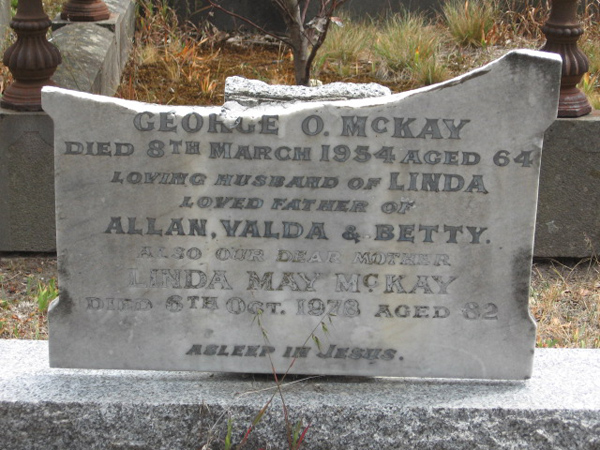 GEORGE O. McKAY
DIED 8TH MARCH 1954 AGED 64
LOVING HUSBAND OF LINDA
LOVED FATHER OF
ALLAN, VALDA & BETTY.
ALSO OUR DEAR MOTHER
LINDA MAY McKAY
DIED 8TH OCT. 1978 AGED 82
ASLEEP IN JESUS.